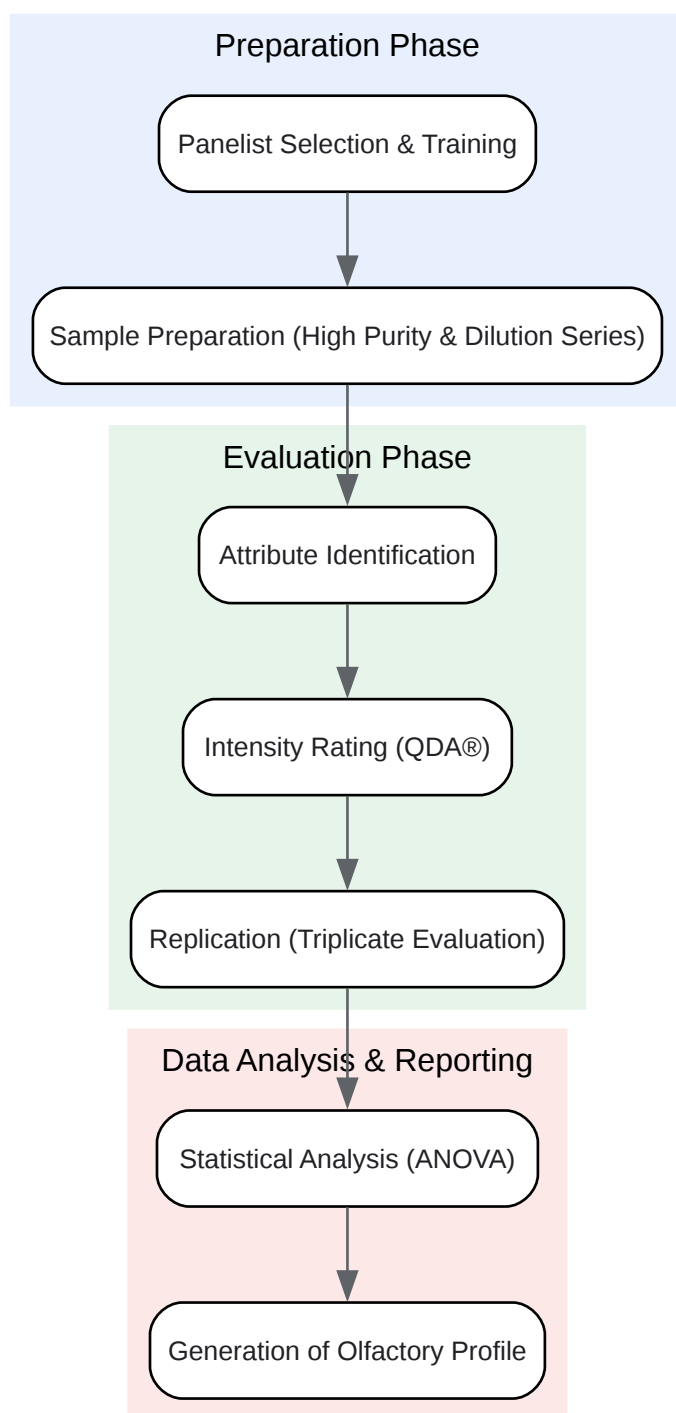 Preparation Phase
Panelist Selection & Training
Sample Preparation (High Purity & Dilution Series)
Evaluation Phase
Attribute Identification
Intensity Rating (QDA®)
Replication (Triplicate Evaluation)
Data Analysis & Reporting
Statistical Analysis (ANOVA)
Generation of Olfactory Profile